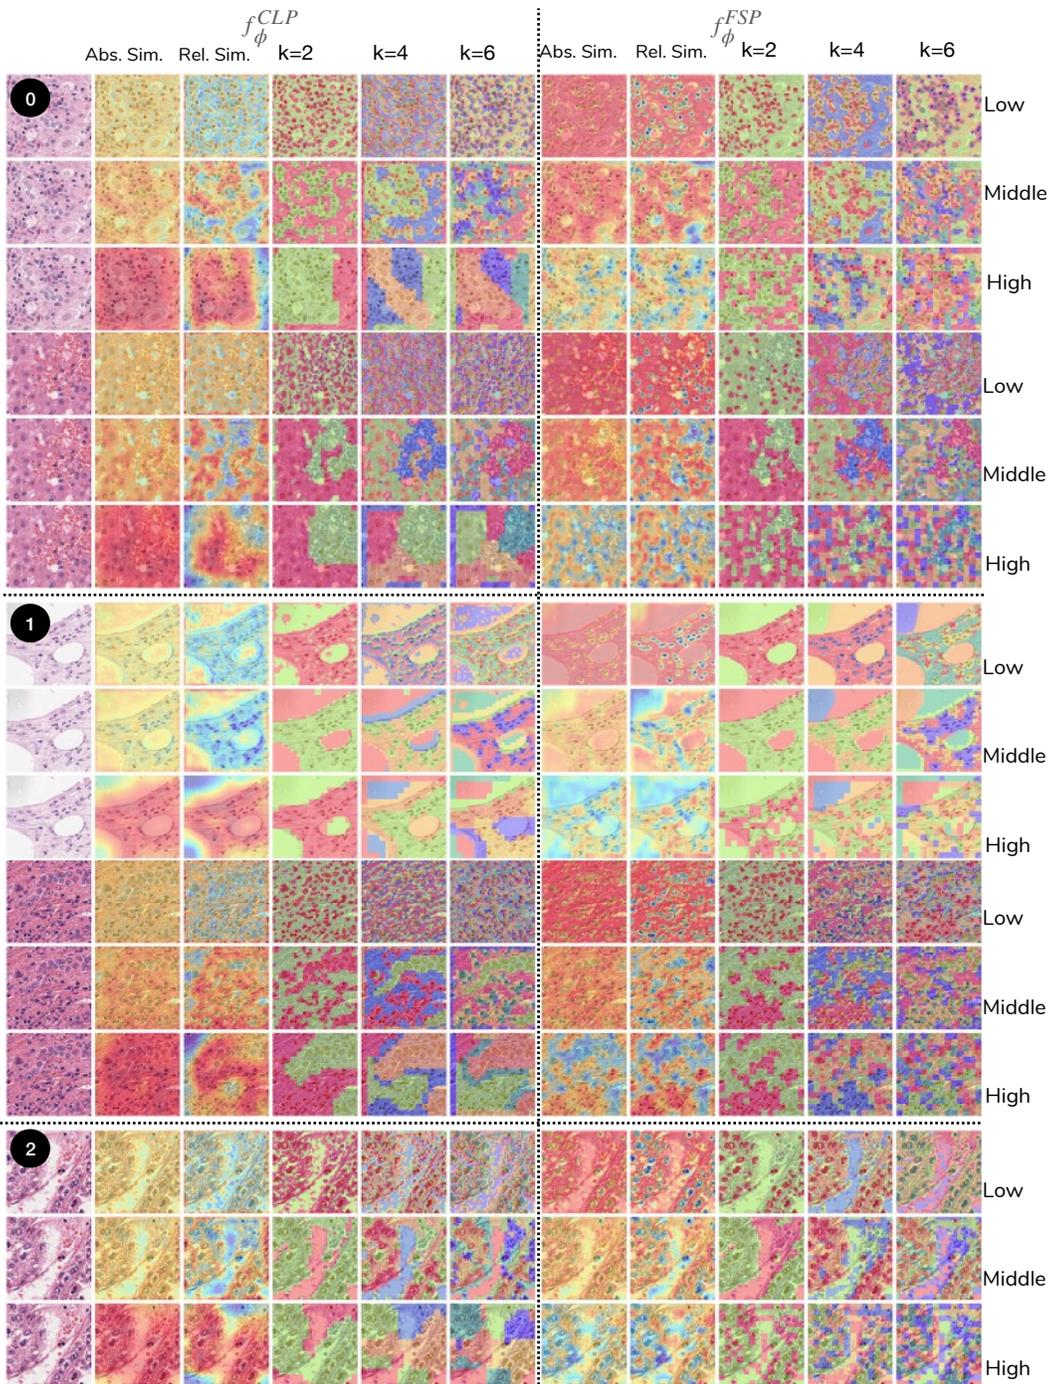 f_ϕ^CLP f_ϕ^FSP
Abs. Sim. Rel. Sim. k=2 k=4 k=6 Abs. Sim. Rel. Sim. k=2 k=4 k=6
0
Low
Middle
High
Low
Middle
High
1
Low
Middle
High
Low
Middle
High
2
Low
Middle
High